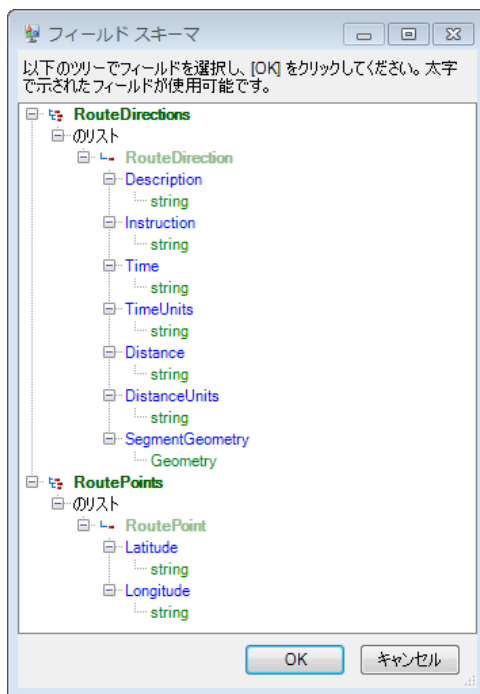 フィールド スキーマ
以下のツリーでフィールドを選択し、[OK] をクリックしてください。太字
で示されたフィールドが使用可能です。
RouteDirections
のリスト
RouteDirection
Description
string
Instruction
string
Time
string
TimeUnits
string
Distance
string
DistanceUnits
string
SegmentGeometry
Geometry
RoutePoints
のリスト
RoutePoint
Latitude
string
Longitude
string
OK キャンセル